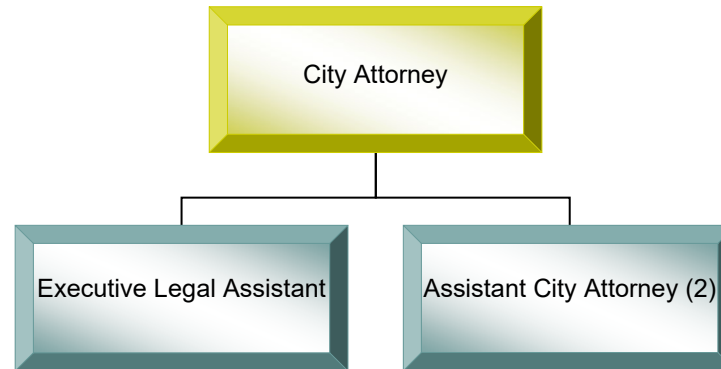 City Attorney
Executive Legal Assistant
Assistant City Attorney (2)